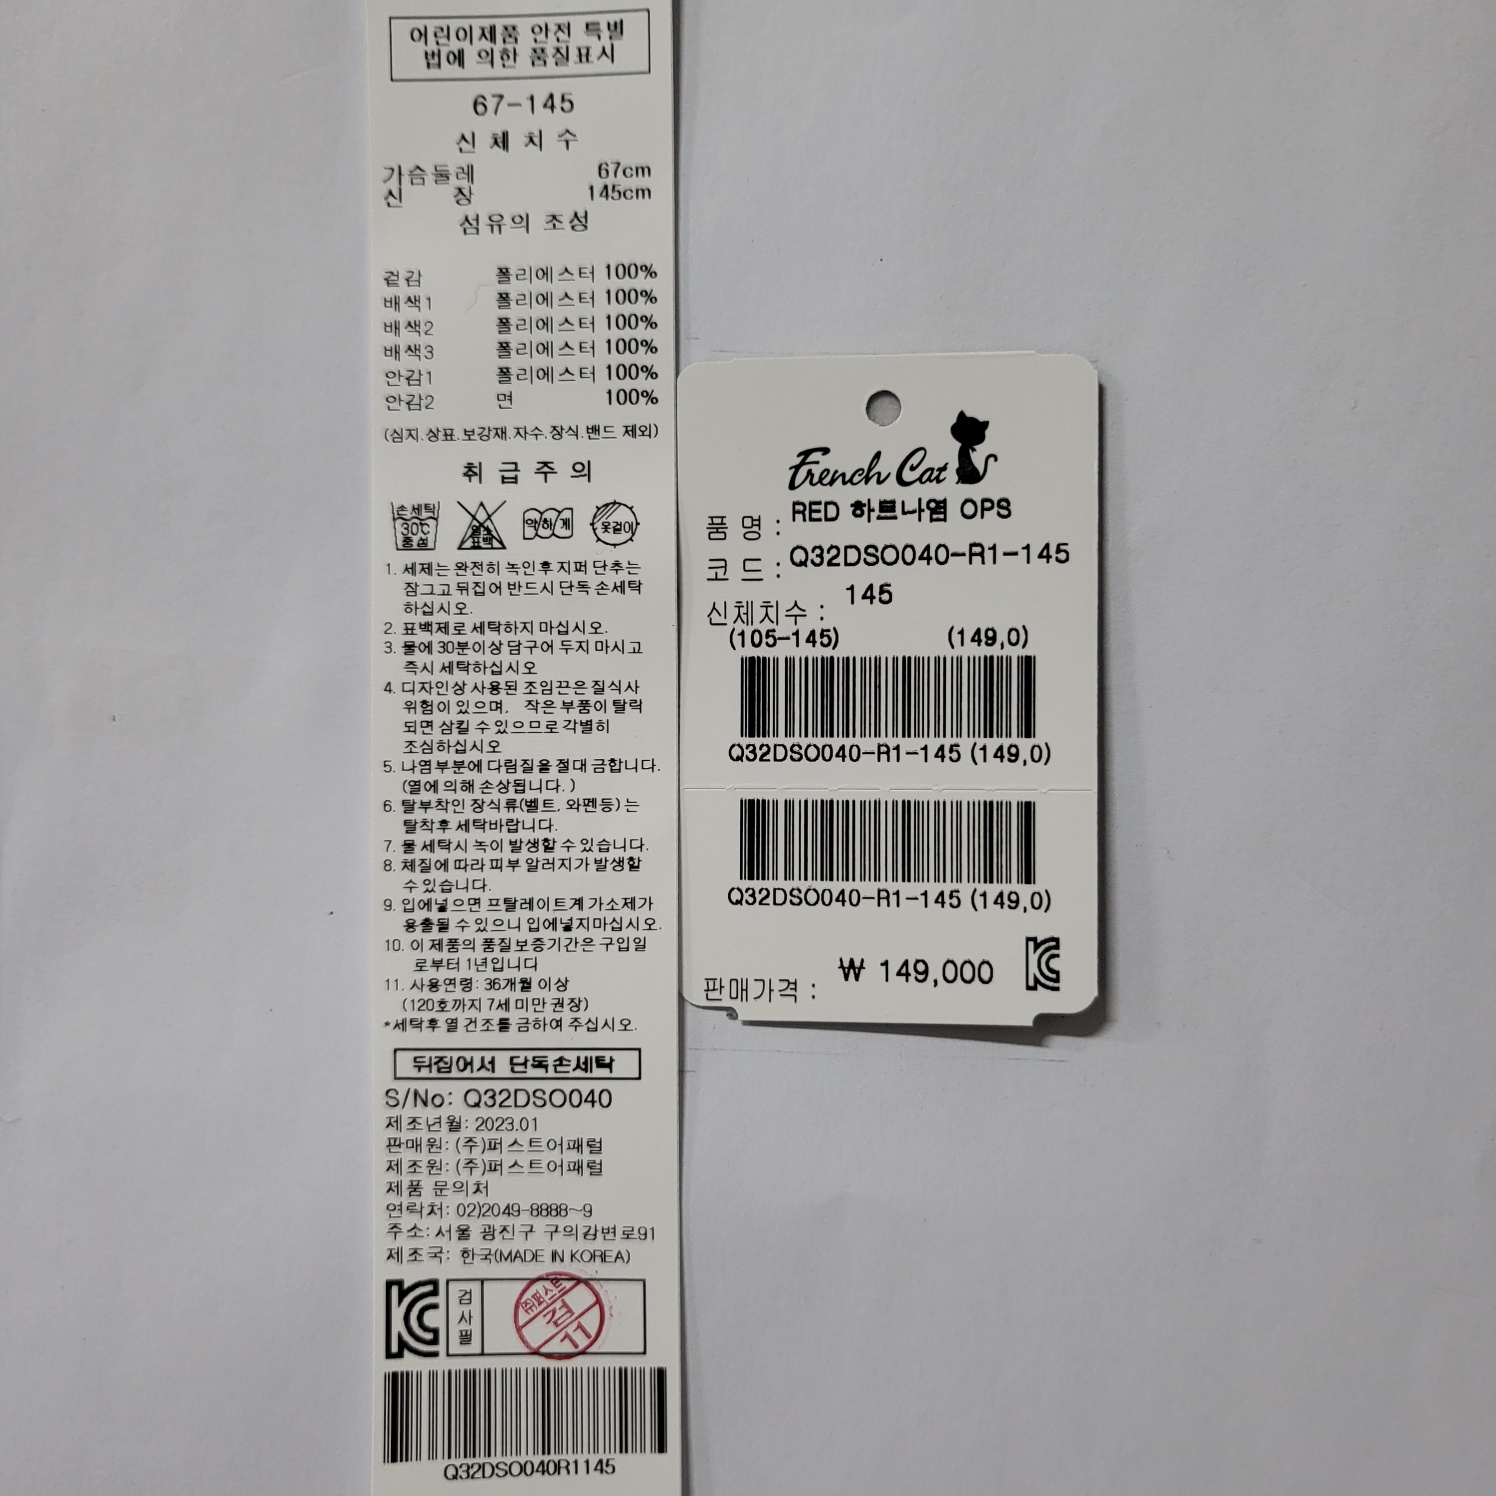 어린이제품 안전 특별
법에 의한 품질표시
67-145
신 체 치 수
가슴둘레 67cm
신 장 145cm
섬유의 조성
겉감 폴리에스터 100%
배색1 폴리에스터 100%
배색2 폴리에스터 100%
배색3 폴리에스터 100%
안감1 폴리에스터 100%
안감2 면 100%
(심지.상표.보강재.자수.장식.밴드 제외)
취 급 주 의
손세탁 30℃ 중성
염소 표백
약하게
옷걸이
1. 세제는 완전히 녹인후 지퍼 단추는
잠그고 뒤집어 반드시 단독 손세탁
하십시오.
2. 표백제로 세탁하지 마십시오.
3. 물에 30분이상 담구어 두지 마시고
즉시 세탁하십시오
4. 디자인상 사용된 조임끈은 질식사
위험이 있으며, 작은 부품이 탈락
되면 삼킬 수 있으므로 각별히
조심하십시오
5. 나염부분에 다림질을 절대 금합니다.
(열에 의해 손상됩니다. )
6. 탈부착인 장식류(벨트, 와펜등) 는
탈착후 세탁바랍니다.
7. 물 세탁시 녹이 발생할 수 있습니다.
8. 체질에 따라 피부 알러지가 발생할
수 있습니다.
9. 입에넣으면 프탈레이트계 가소제가
용출될 수 있으니 입에넣지마십시오.
10. 이 제품의 품질보증기간은 구입일
로부터 1년입니다
11. 사용연령: 36개월 이상
(120호까지 7세 미만 권장)
*세탁후 열 건조를 금하여 주십시오.
뒤집어서 단독손세탁
S/No: Q32DSO040
제조년월: 2023.01
판매원: (주)퍼스트어패럴
제조원: (주)퍼스트어패럴
제품 문의처
연락처: 02)2049-8888~9
주소: 서울 광진구 구의강변로91
제조국: 한국(MADE IN KOREA)
KC 검사필
㈜퍼스트
검
11
Q32DSO040R1145
French Cat
품 명 : RED 하트나염 OPS
코 드 : Q32DSO040-R1-145
신체치수 : 145
(105-145) (149,0)
Q32DSO040-R1-145 (149,0)
Q32DSO040-R1-145 (149,0)
판매가격 : ₩ 149,000 KC